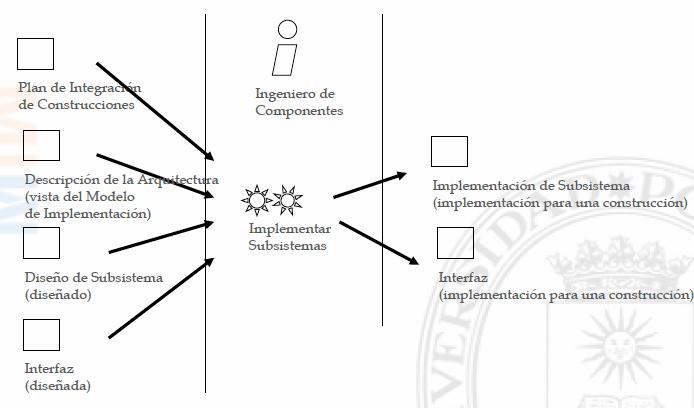 Plan de Integración
de Construcciones
Descripción de la Arquitectura
(vista del Modelo
de Implementación)
Diseño de Subsistema
(diseñado)
Interfaz
(diseñada)
Ingeniero de
Componentes
Implementar
Subsistemas
Implementación de Subsistema
(implementación para una construcción)
Interfaz
(implementación para una construcción)